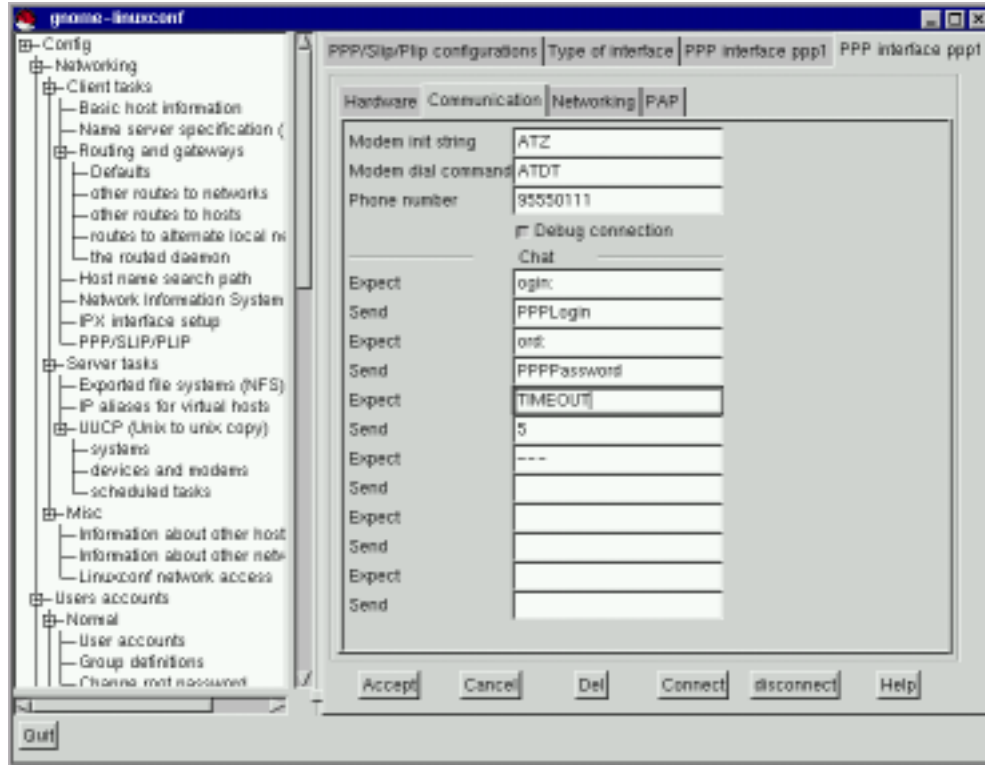 gnome-linuxconf
Config
Networking
Client tasks
Basic host information
Name server specification (
Routing and gateways
Defaults
other routes to networks
other routes to hosts
routes to alternate local ne
the routed daemon
Host name search path
Network Information System
IPX interface setup
PPP/SLIP/PLIP
Server tasks
Exported file systems (NFS)
IP aliases for virtual hosts
UUCP (Unix to unix copy)
systems
devices and modems
scheduled tasks
Misc
Information about other host
Information about other netw
Linuxconf network access
Users accounts
Normal
User accounts
Group definitions
Change root password
Quit
PPP/Slip/Plip configurations Type of interface PPP interface ppp1 PPP interface ppp1
Hardware Communication Networking PAP
Modem init string ATZ
Modem dial command ATDT
Phone number 95550111
Debug connection
Chat
Expect ogin:
Send PPPLogin
Expect ord:
Send PPPPassword
Expect TIMEOUT
Send 5
Expect ---
Send
Expect
Send
Expect
Send
Accept Cancel Del Connect disconnect Help